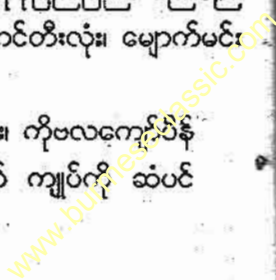 ာင်တီးလုံး၊ မျောက်မင်း
း၊ ကိုဗလကျော်ပန်
ာ် ကျုပ်ကို ဆံပင်
www.burmeseclassic.com